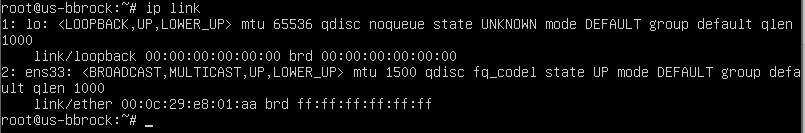 root@us-bbrock:~# ip link
1: lo: <LOOPBACK,UP,LOWER_UP> mtu 65536 qdisc noqueue state UNKNOWN mode DEFAULT group default qlen
1000
    link/loopback 00:00:00:00:00:00 brd 00:00:00:00:00:00
2: ens33: <BROADCAST,MULTICAST,UP,LOWER_UP> mtu 1500 qdisc fq_codel state UP mode DEFAULT group defa
ult qlen 1000
    link/ether 00:0c:29:e8:01:aa brd ff:ff:ff:ff:ff:ff
root@us-bbrock:~# _